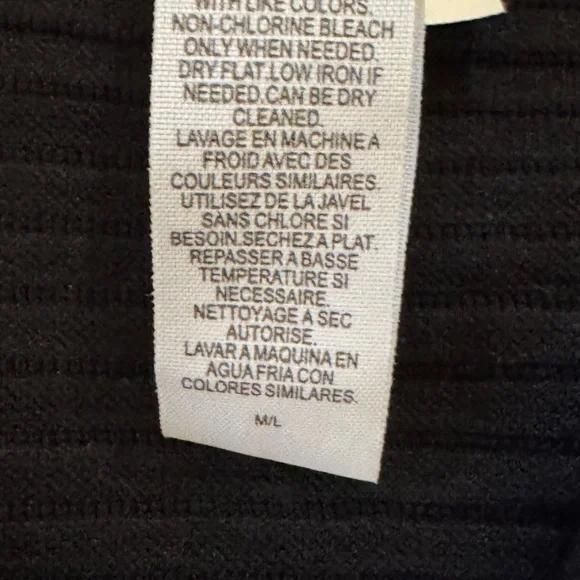 WITH LIKE COLORS.
NON-CHLORINE BLEACH
ONLY WHEN NEEDED.
DRY FLAT.LOW IRON IF
NEEDED.CAN BE DRY
CLEANED.
LAVAGE EN MACHINE A
FROID AVEC DES
COULEURS SIMILAIRES.
UTILISEZ DE LA JAVEL
SANS CHLORE SI
BESOIN.SECHEZ A PLAT.
REPASSER A BASSE
TEMPERATURE SI
NECESSAIRE.
NETTOYAGE A SEC
AUTORISE.
LAVAR A MAQUINA EN
AGUA FRIA CON
COLORES SIMILARES.
M/L